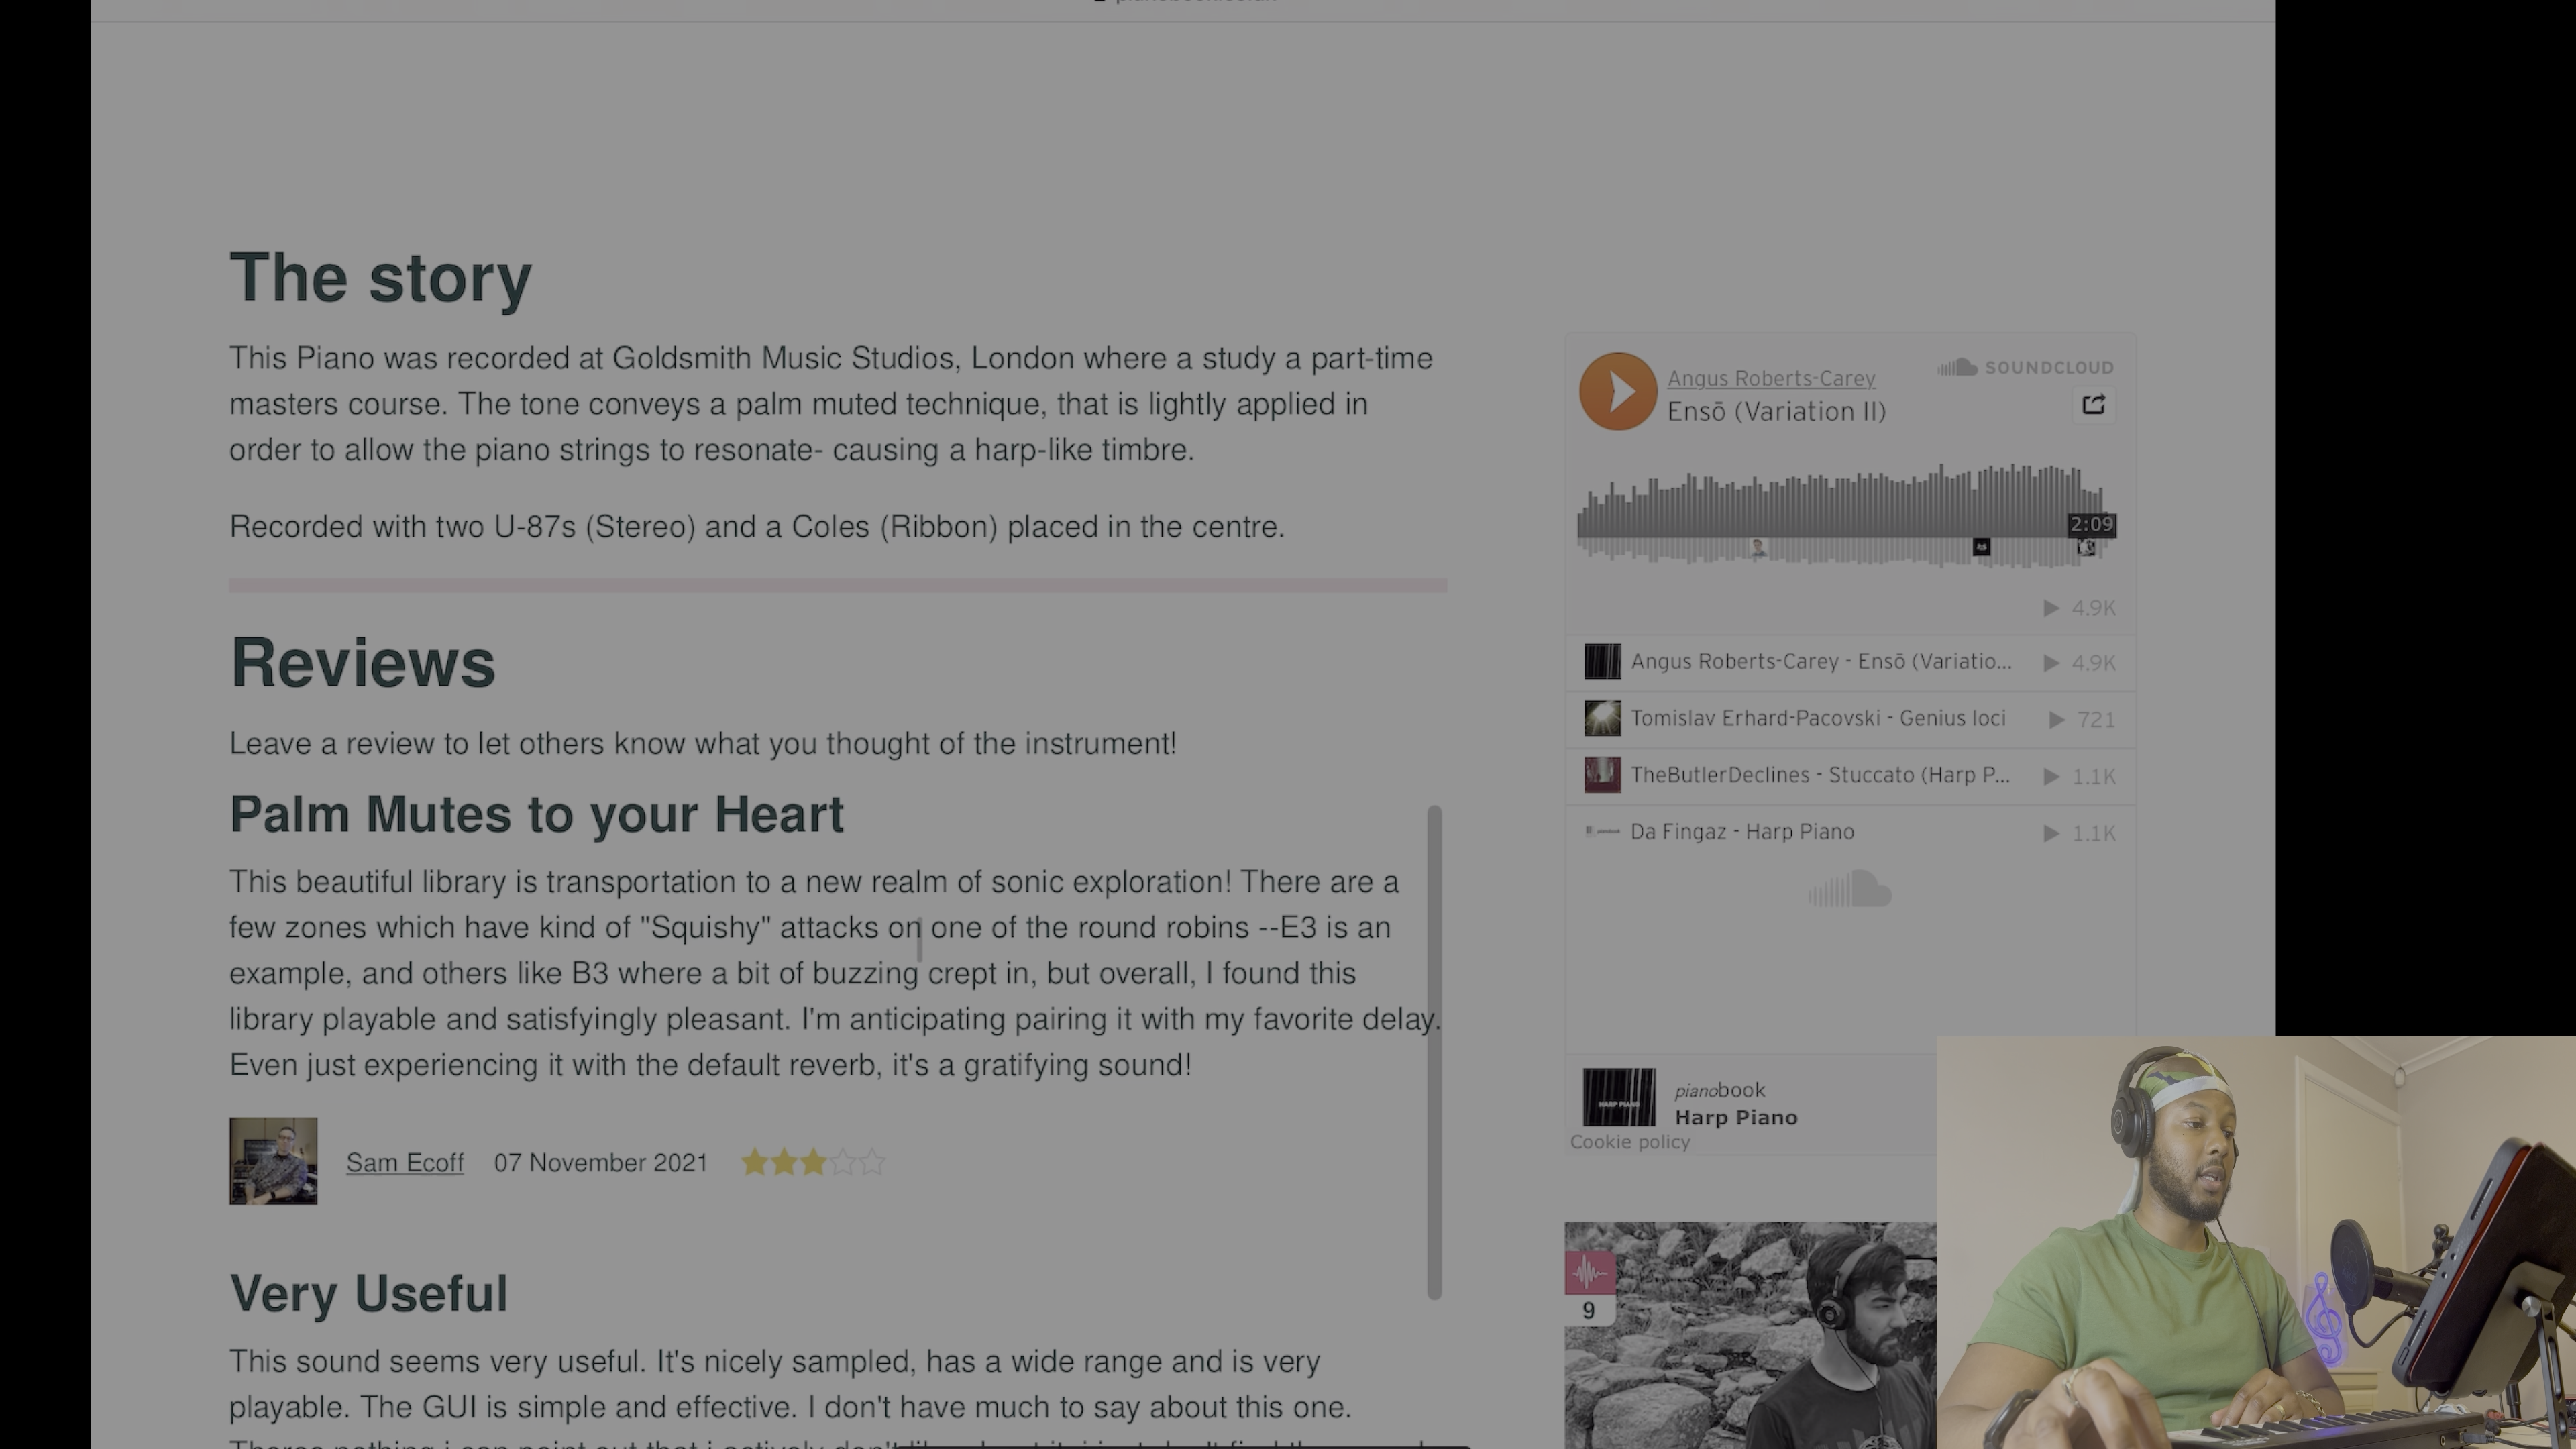 The story
This Piano was recorded at Goldsmith Music Studios, London where a study a part-time
masters course. The tone conveys a palm muted technique, that is lightly applied in
order to allow the piano strings to resonate- causing a harp-like timbre.
Recorded with two U-87s (Stereo) and a Coles (Ribbon) placed in the centre.
Reviews
Leave a review to let others know what you thought of the instrument!
Palm Mutes to your Heart
This beautiful library is transportation to a new realm of sonic exploration! There are a
few zones which have kind of "Squishy" attacks on one of the round robins --E3 is an
example, and others like B3 where a bit of buzzing crept in, but overall, I found this
library playable and satisfyingly pleasant. I'm anticipating pairing it with my favorite delay.
Even just experiencing it with the default reverb, it's a gratifying sound!
Sam Ecoff 07 November 2021
Very Useful
This sound seems very useful. It's nicely sampled, has a wide range and is very
playable. The GUI is simple and effective. I don't have much to say about this one.
Angus Roberts-Carey
SOUNDCLOUD
Ensō (Variation II)
2:09
4.9K
Angus Roberts-Carey - Ensō (Variatio... 4.9K
Tomislav Erhard-Pacovski - Genius loci 721
TheButlerDeclines - Stuccato (Harp P... 1.1K
Da Fingaz - Harp Piano 1.1K
HARP PIANO
pianobook
Harp Piano
Cookie policy
9